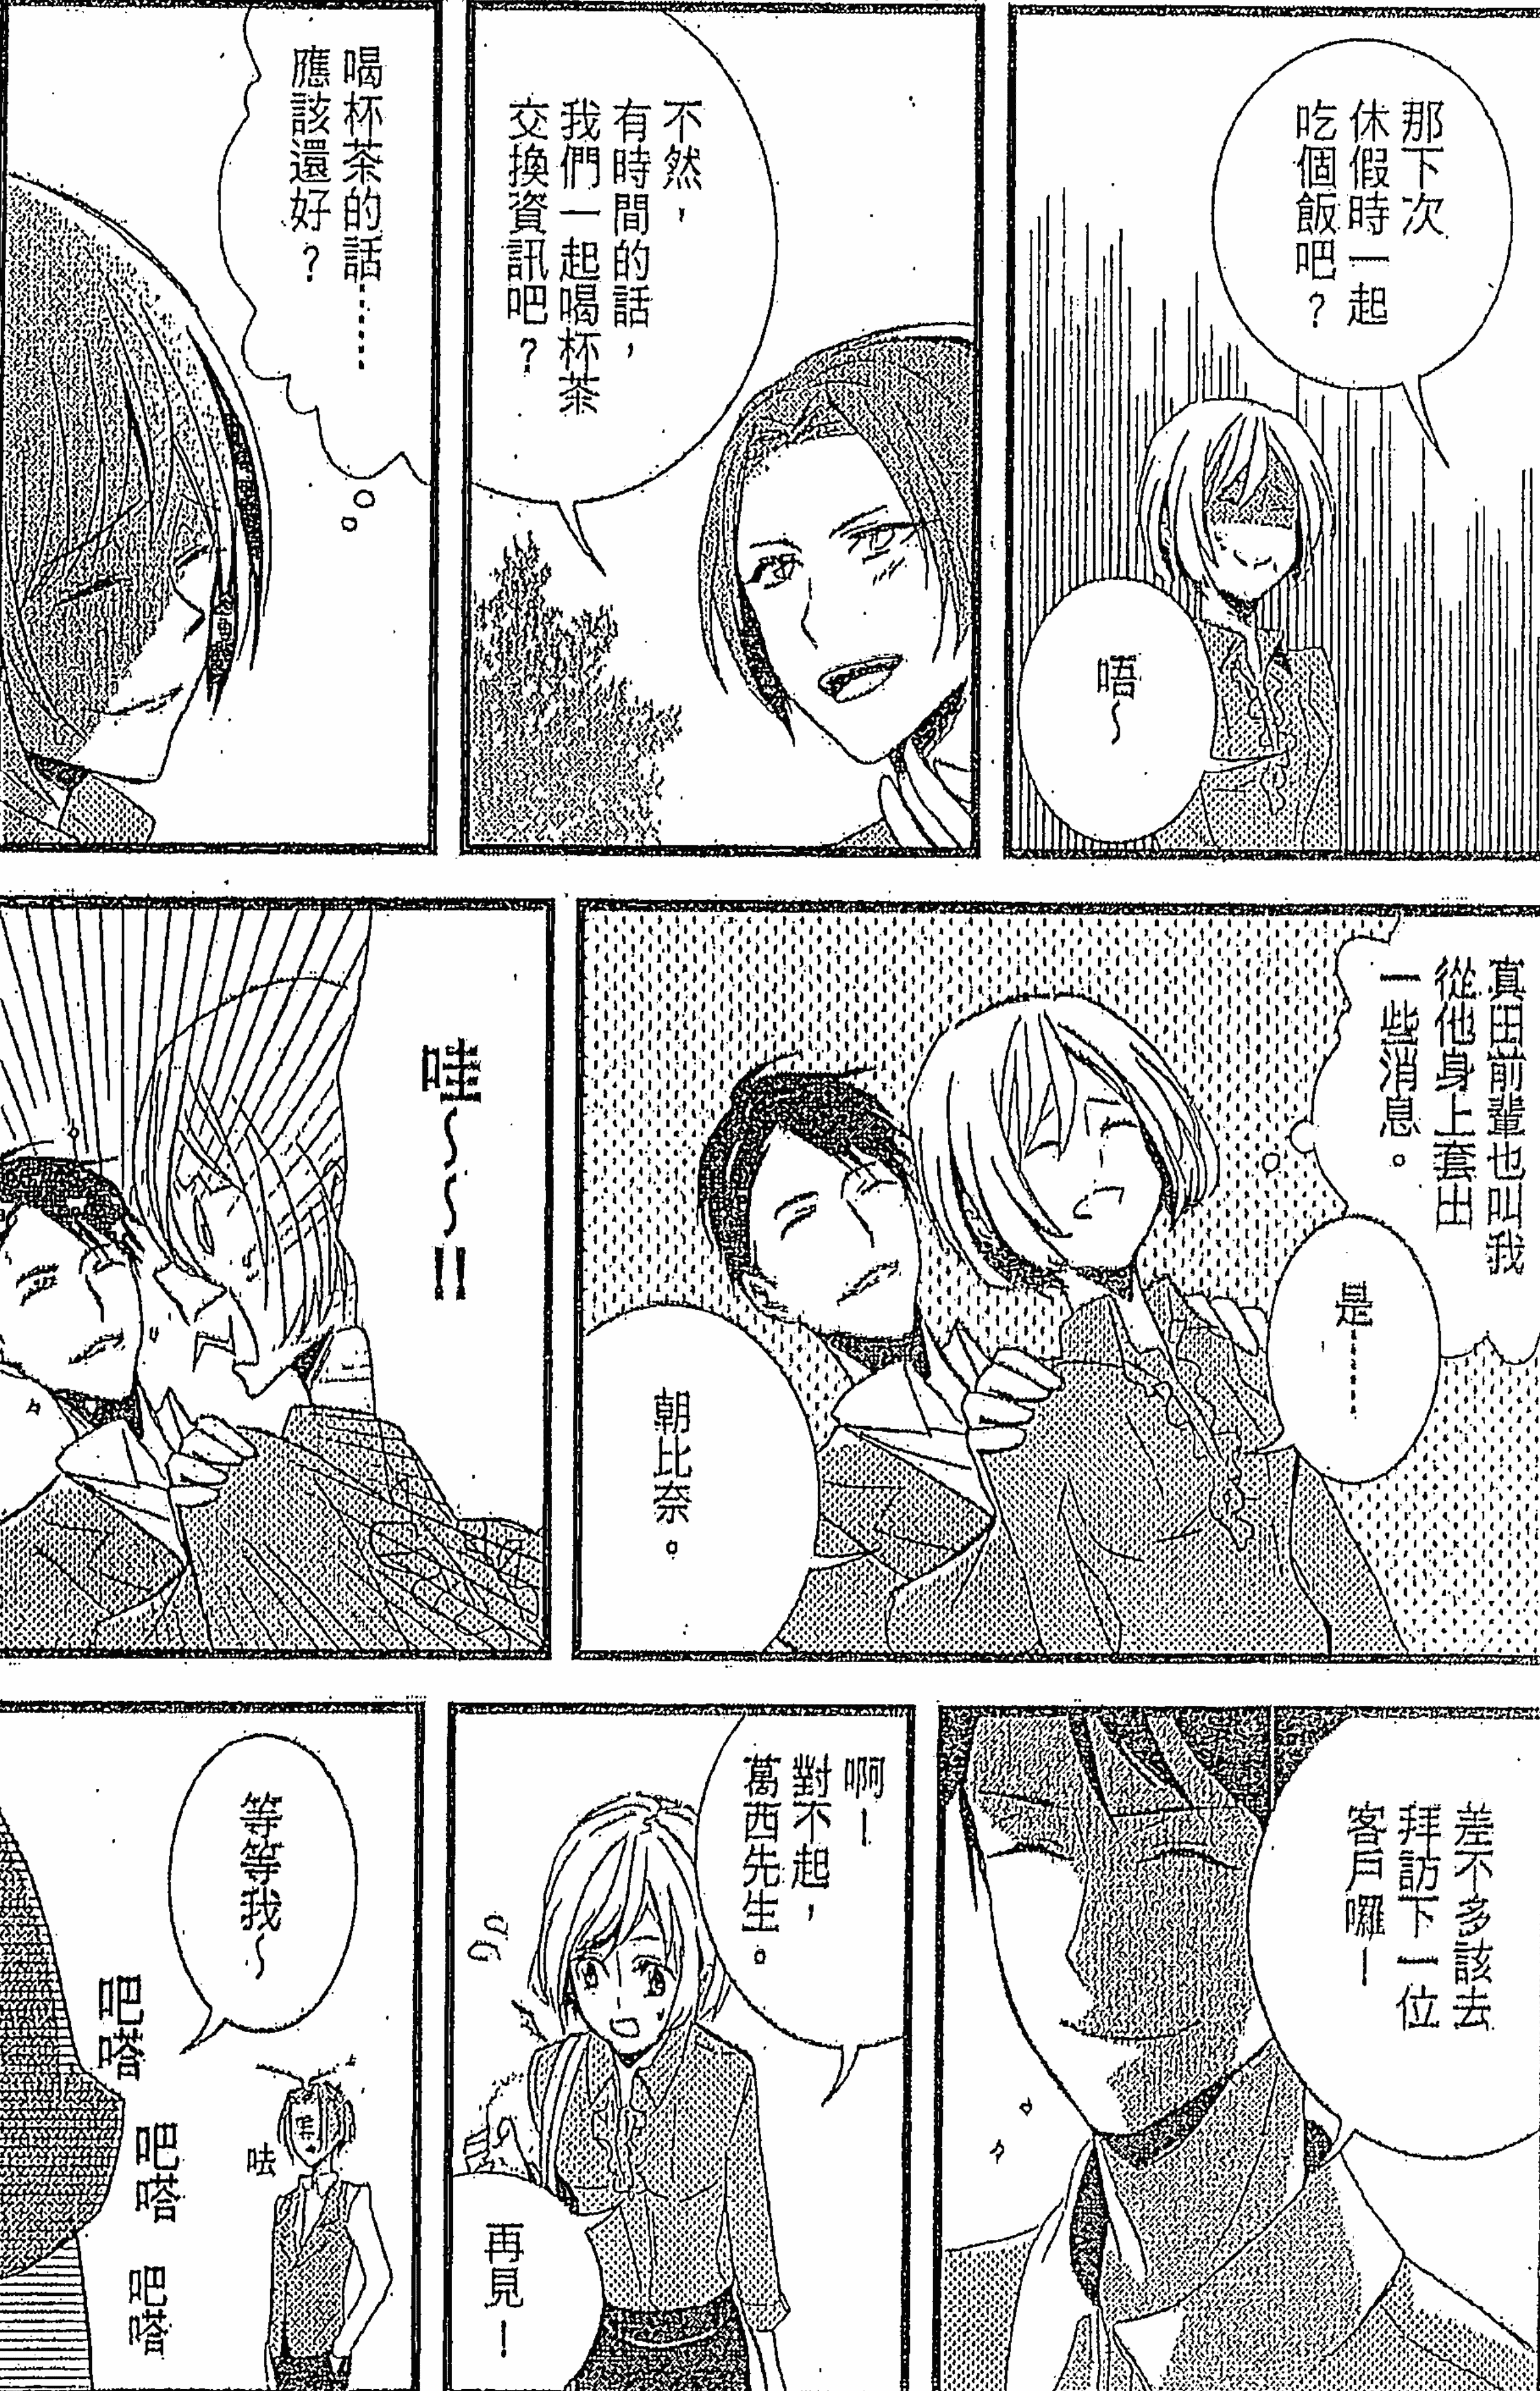 那下次
休假時一起
吃個飯吧？
唔～
不然，
有時間的話，
我們一起喝杯茶
交換資訊吧？
喝杯茶的話……
應該還好？
真田前輩也叫我
從他身上套出
一些消息。
是……
朝比奈。
哇～～!!
差不多該去
拜訪下一位
客戶囉－
啊－
對不起，
萬西先生。
再見－
等等我～
呿
吧嗒
吧嗒
吧嗒